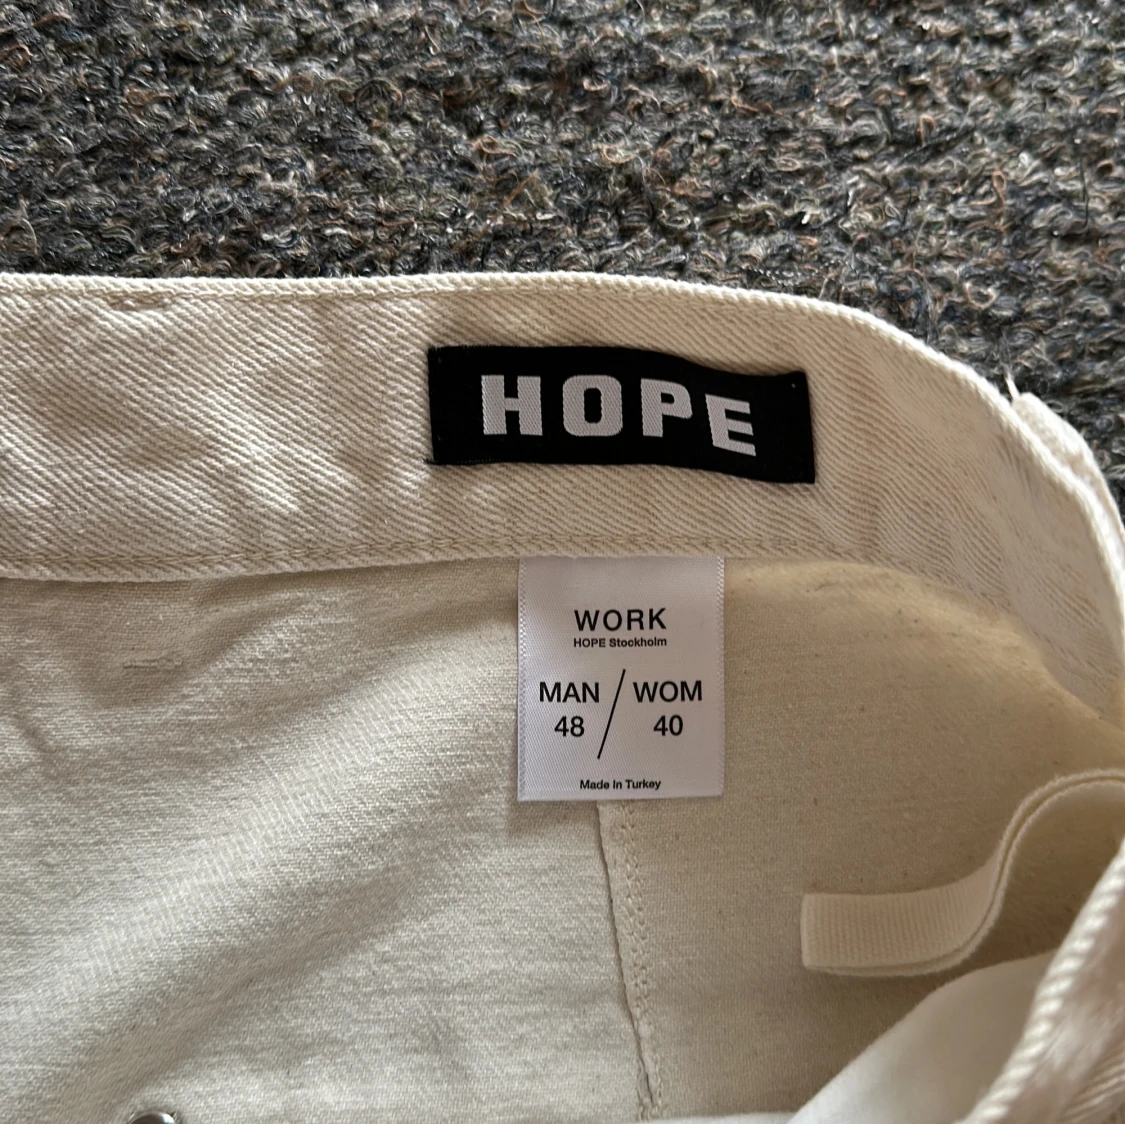 HOPE
WORK
HOPE Stockholm
MAN / WOM
48 / 40
Made In Turkey